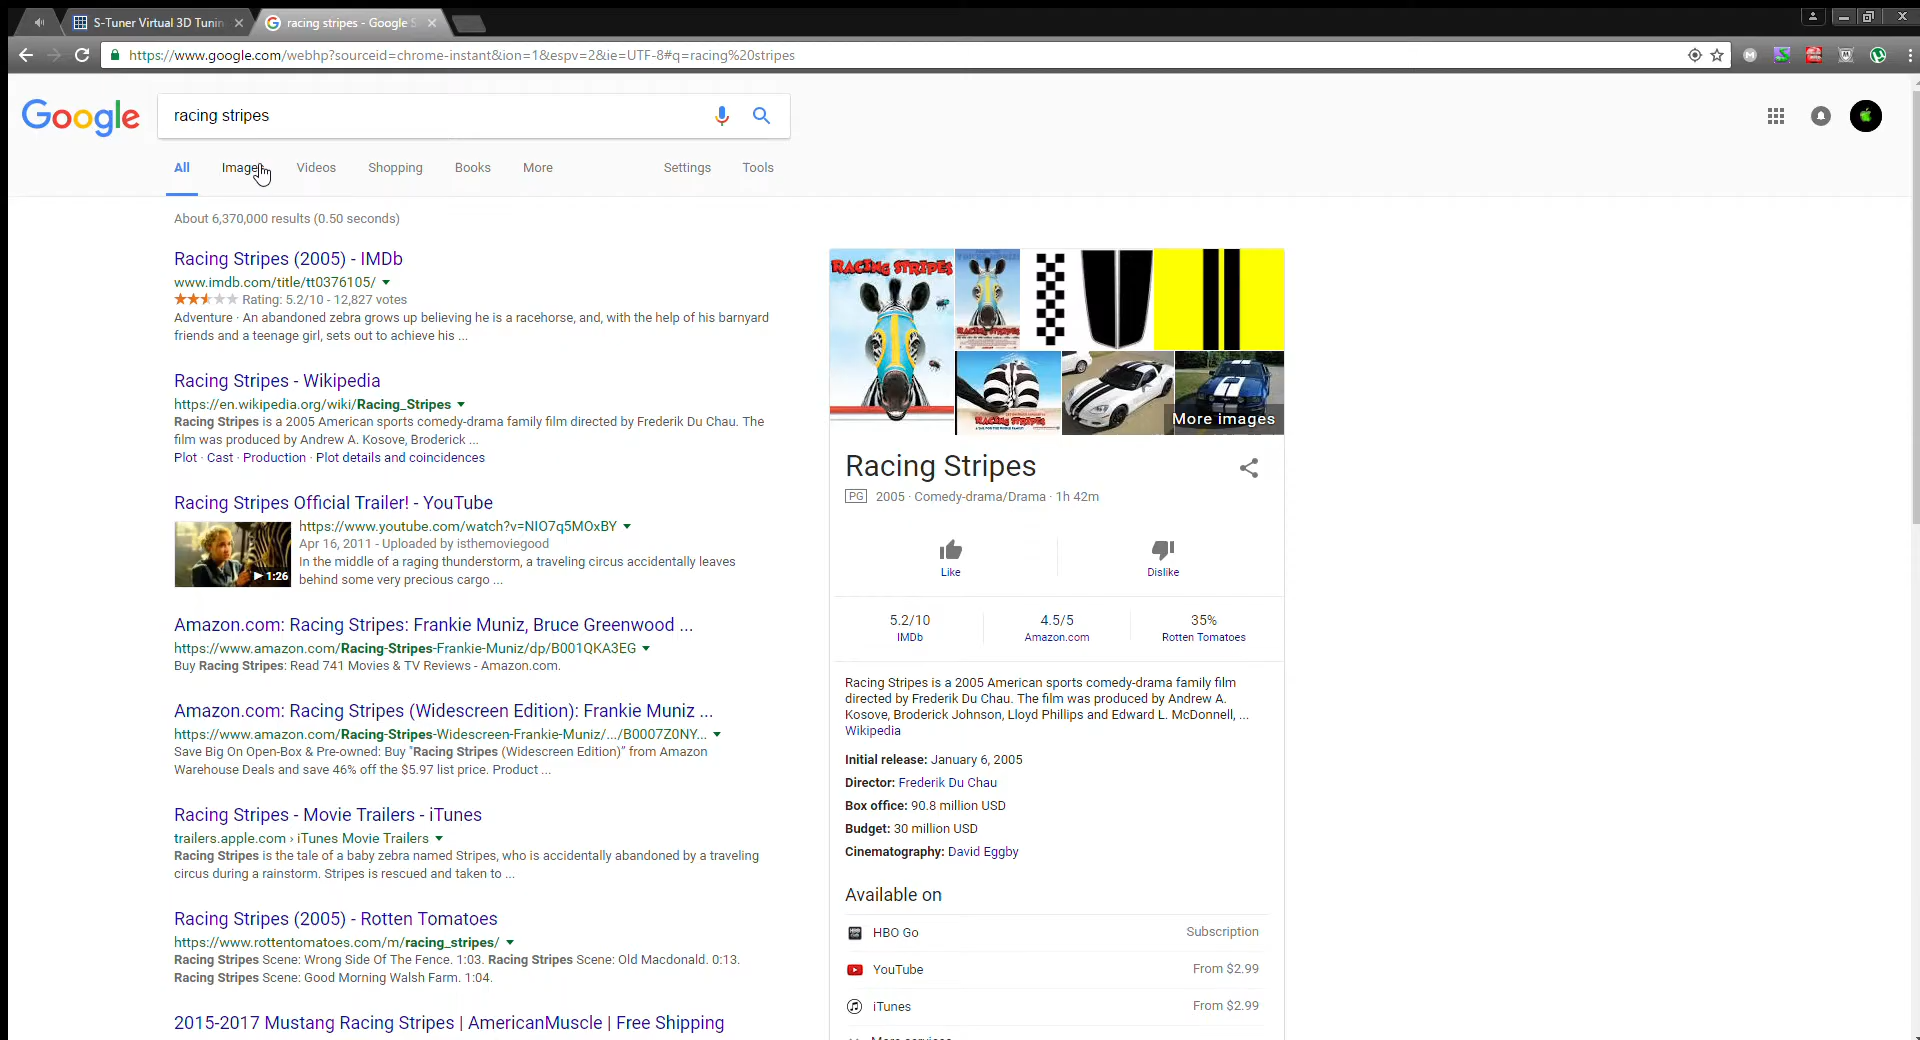 S-Tuner Virtual 3D Tunin
racing stripes - Google S
https://www.google.com/webhp?sourceid=chrome-instant&ion=1&espv=2&ie=UTF-8#q=racing%20stripes
Google
racing stripes
All Images Videos Shopping Books More Settings Tools
About 6,370,000 results (0.50 seconds)
Racing Stripes (2005) - IMDb
www.imdb.com/title/tt0376105/
Rating: 5.2/10 - 12,827 votes
Adventure · An abandoned zebra grows up believing he is a racehorse, and, with the help of his barnyard
friends and a teenage girl, sets out to achieve his ...
Racing Stripes - Wikipedia
https://en.wikipedia.org/wiki/Racing_Stripes
Racing Stripes is a 2005 American sports comedy-drama family film directed by Frederik Du Chau. The
film was produced by Andrew A. Kosove, Broderick ...
Plot · Cast · Production · Plot details and coincidences
Racing Stripes Official Trailer! - YouTube
https://www.youtube.com/watch?v=NIO7q5MOxBY
Apr 16, 2011 - Uploaded by isthemoviegood
In the middle of a raging thunderstorm, a traveling circus accidentally leaves
behind some very precious cargo ...
1:26
Amazon.com: Racing Stripes: Frankie Muniz, Bruce Greenwood ...
https://www.amazon.com/Racing-Stripes-Frankie-Muniz/dp/B001QKA3EG
Buy Racing Stripes: Read 741 Movies & TV Reviews - Amazon.com.
Amazon.com: Racing Stripes (Widescreen Edition): Frankie Muniz ...
https://www.amazon.com/Racing-Stripes-Widescreen-Frankie-Muniz/.../B0007Z0NY...
Save Big On Open-Box & Pre-owned: Buy "Racing Stripes (Widescreen Edition)" from Amazon
Warehouse Deals and save 46% off the $5.97 list price. Product ...
Racing Stripes - Movie Trailers - iTunes
trailers.apple.com › iTunes Movie Trailers
Racing Stripes is the tale of a baby zebra named Stripes, who is accidentally abandoned by a traveling
circus during a rainstorm. Stripes is rescued and taken to ...
Racing Stripes (2005) - Rotten Tomatoes
https://www.rottentomatoes.com/m/racing_stripes/
Racing Stripes Scene: Wrong Side Of The Fence. 1:03. Racing Stripes Scene: Old Macdonald. 0:13.
Racing Stripes Scene: Good Morning Walsh Farm. 1:04.
2015-2017 Mustang Racing Stripes | AmericanMuscle | Free Shipping
RACING STRIPES
RACING STRIPES
RACING STRIPES
More images
Racing Stripes
PG 2005 · Comedy-drama/Drama · 1h 42m
Like Dislike
5.2/10 4.5/5 35%
IMDb Amazon.com Rotten Tomatoes
Racing Stripes is a 2005 American sports comedy-drama family film
directed by Frederik Du Chau. The film was produced by Andrew A.
Kosove, Broderick Johnson, Lloyd Phillips and Edward L. McDonnell, ...
Wikipedia
Initial release: January 6, 2005
Director: Frederik Du Chau
Box office: 90.8 million USD
Budget: 30 million USD
Cinematography: David Eggby
Available on
HBO Go Subscription
YouTube From $2.99
iTunes From $2.99